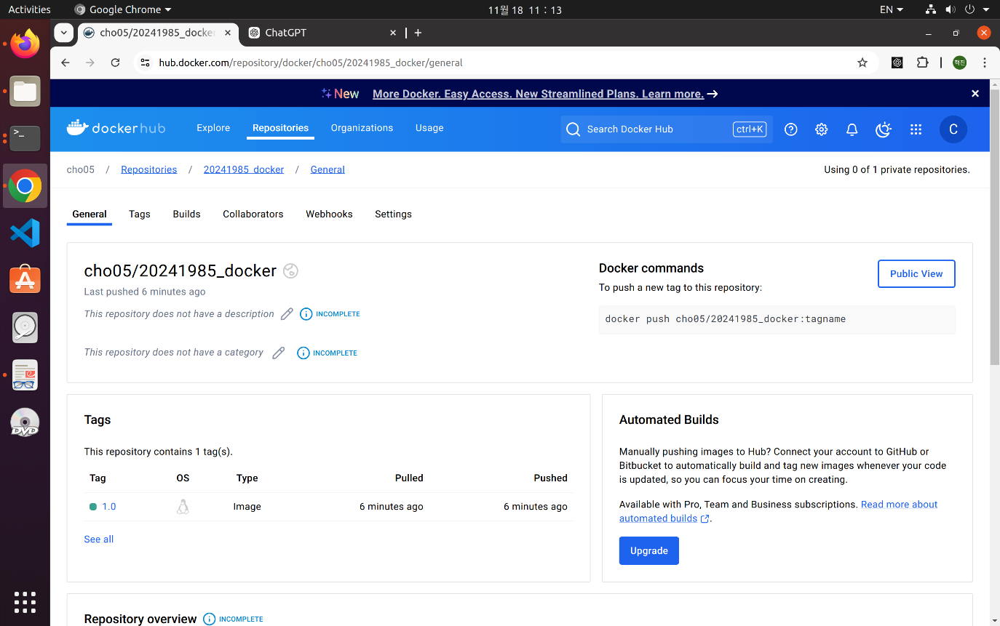 Activities Google Chrome 11월 18 11 : 13 EN
cho05/20241985_docker ChatGPT
hub.docker.com/repository/docker/cho05/20241985_docker/general 혁진
New More Docker. Easy Access. New Streamlined Plans. Learn more.
dockerhub Explore Repositories Organizations Usage Search Docker Hub ctrl+K C
cho05 / Repositories / 20241985_docker / General Using 0 of 1 private repositories.
General Tags Builds Collaborators Webhooks Settings
cho05/20241985_docker
Last pushed 6 minutes ago
This repository does not have a description INCOMPLETE
This repository does not have a category INCOMPLETE
Docker commands
Public View
To push a new tag to this repository:
docker push cho05/20241985_docker:tagname
Tags
This repository contains 1 tag(s).
Tag OS Type Pulled Pushed
1.0 Image 6 minutes ago 6 minutes ago
See all
Automated Builds
Manually pushing images to Hub? Connect your account to GitHub or
Bitbucket to automatically build and tag new images whenever your code
is updated, so you can focus your time on creating.
Available with Pro, Team and Business subscriptions. Read more about
automated builds .
Upgrade
Repository overview INCOMPLETE
>_
DVD